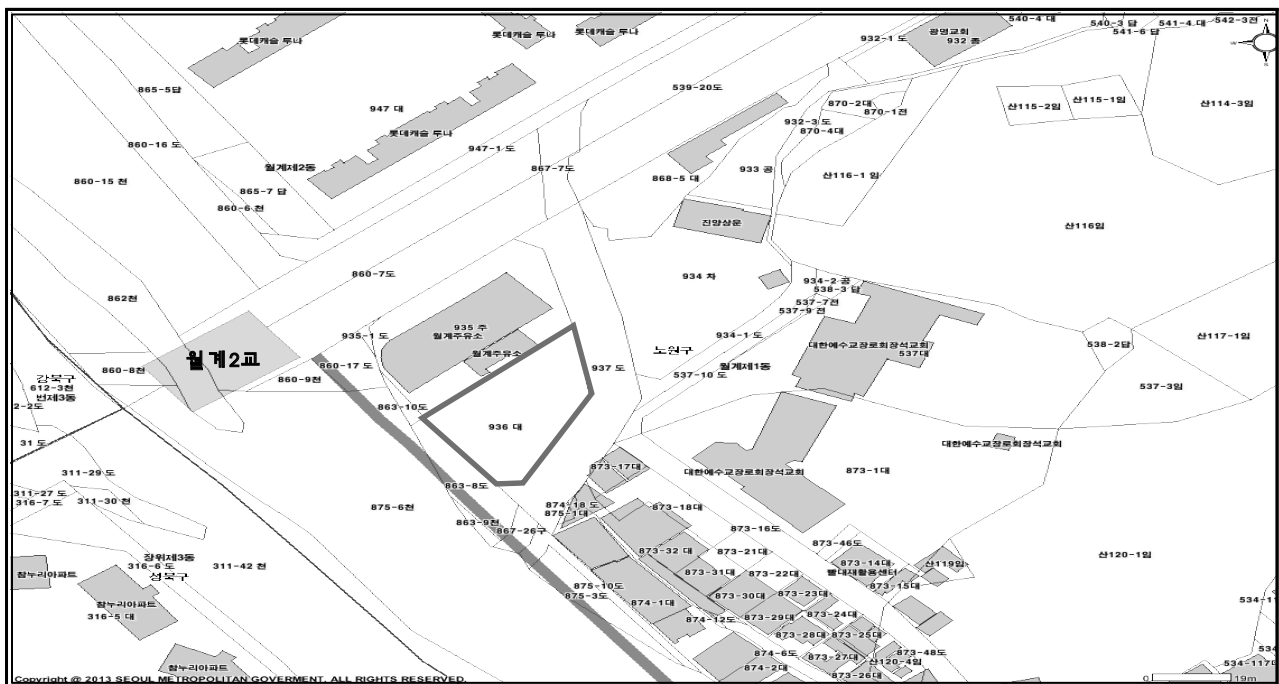 롯데캐슬 루나
롯데캐슬 루나
롯데캐슬 루나
540-4 대
540-3 답
541-4 대
542-3전
541-6 답
932-1 도
광명교회
932 종
N
W
S
865-5답
947 대
539-20도
870-2대
870-1전
산115-2임
산115-1임
산114-3임
롯데캐슬 루나
932-3 도
870-4대
860-16 도
947-1 도
월계제2동
867-7도
933 공
860-15 천
865-7 답
868-5 대
산116-1 임
860-6 천
진양상운
산116임
860-7도
934 차
934-2 공
538-3 답
862천
537-7전
537-9 전
935 주
월계주유소
935-1 도
934-1 도
산117-1임
월계2교
월계주유소
노원구
대한예수교장로회장석교회
537대
538-2답
860-8천
860-17 도
937 도
월계제1동
강북구
860-9천
537-10 도
612-3천
537-3임
번제3동
2-2도
863-10도
936 대
31 도
대한예수교장로회장석교회
873-17대
대한예수교장로회장석교회
873-1대
311-29 도
863-8도
311-27 도
316-7 도
311-30 천
875-6천
874-18 도
875-1대
873-18대
863-9천
867-26구
873-16도
873-46도
장위제3동
873-32 대
873-21대
산120-1임
316-6 도
311-42 천
873-14대
산119임
성북구
873-31대
873-22대
빨대재활용센터
참누리아파트
875-10도
873-15대
875-3도
873-30대
873-23대
참누리아파트
874-1대
534-1
316-5 대
874-12도
873-29대
873-24대
873-28대
873-25대
874-6도
873-27대
873-48도
534
참누리아파트
874-2대
산120-4임
534-117대
873-26대
Copyright @ 2013 SEOUL METROPOLITAN GOVERMENT. ALL RIGHTS RESERVED.
0
19m